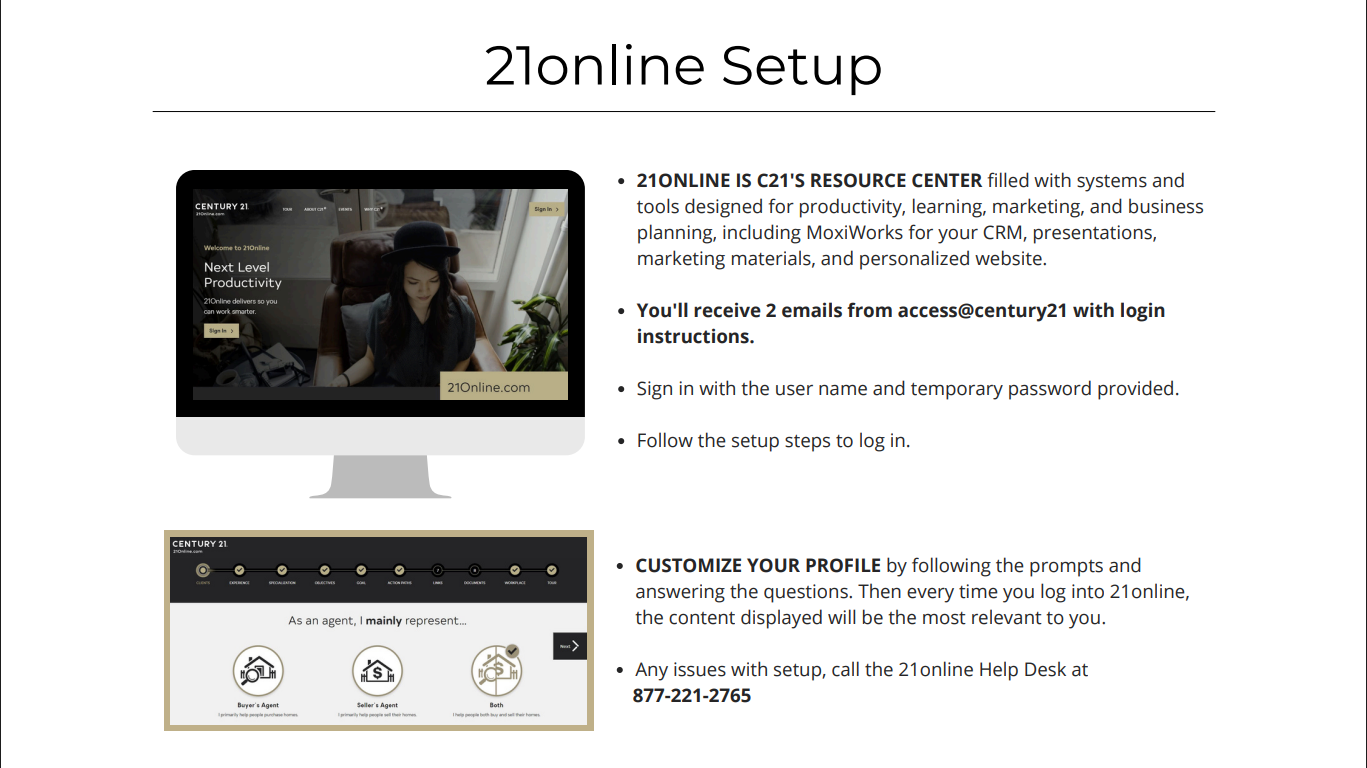 21online Setup
CENTURY 21.
21Online.com
TOUR
ABOUT C21®
EVENTS
Sign In >
Welcome to 21Online
Next Level
Productivity
21Online delivers so you
can work smarter.
Sign In >
21Online.com
• 21ONLINE IS C21'S RESOURCE CENTER filled with systems and
tools designed for productivity, learning, marketing, and business
planning, including MoxiWorks for your CRM, presentations,
marketing materials, and personalized website.
• You'll receive 2 emails from access@century21 with login
instructions.
• Sign in with the user name and temporary password provided.
• Follow the setup steps to log in.
CENTURY 21.
21Online.com
CLIENTS
EXPERIENCE
SPECIALIZATION
OBJECTIVES
GOAL
ACTION PATHS
LINKS
DOCUMENTS
WORKPLACE
TOUR
7
8
As an agent, I mainly represent...
Next
Buyer's Agent
I primarily help people purchase homes.
Seller's Agent
I primarily help people sell their homes.
Both
I help people both buy and sell their homes.
• CUSTOMIZE YOUR PROFILE by following the prompts and
answering the questions. Then every time you log into 21online,
the content displayed will be the most relevant to you.
• Any issues with setup, call the 21online Help Desk at
877-221-2765